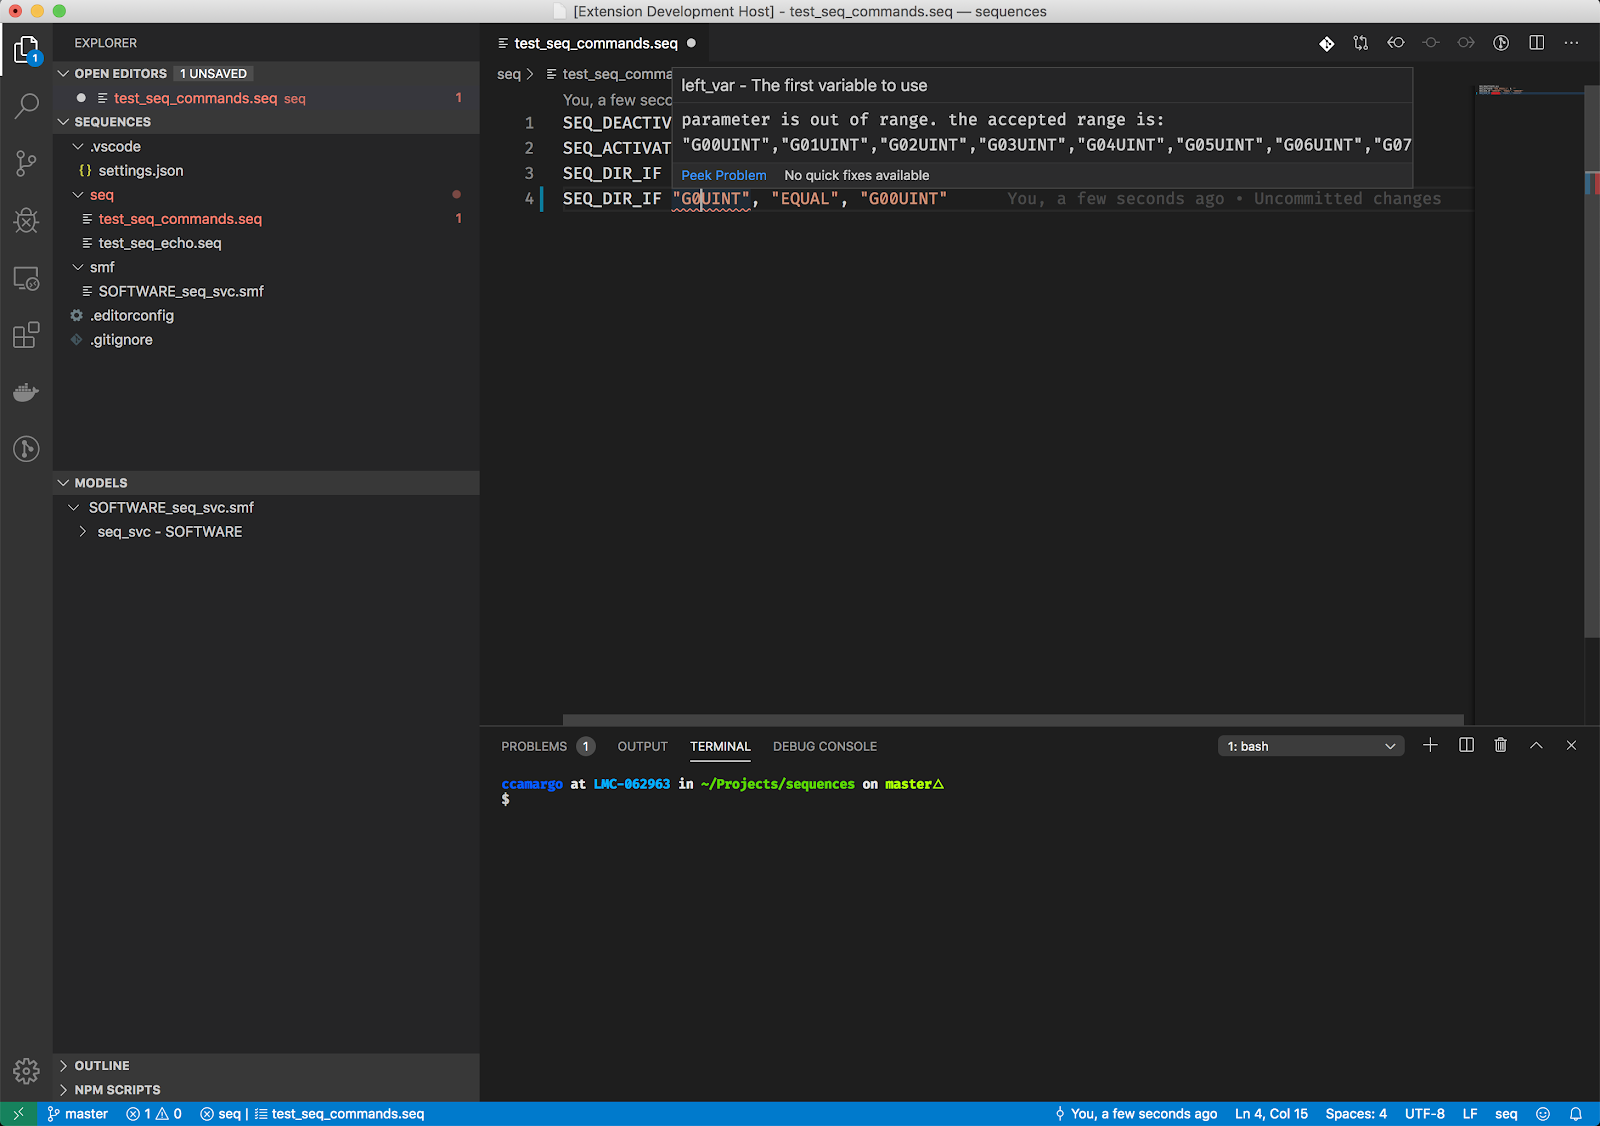 [Extension Development Host] - test_seq_commands.seq — sequences
1
EXPLORER
OPEN EDITORS 1 UNSAVED
test_seq_commands.seq seq 1
SEQUENCES
.vscode
{} settings.json
seq
test_seq_commands.seq 1
test_seq_echo.seq
smf
SOFTWARE_seq_svc.smf
.editorconfig
.gitignore
MODELS
SOFTWARE_seq_svc.smf
seq_svc - SOFTWARE
OUTLINE
NPM SCRIPTS
test_seq_commands.seq
seq > test_seq_comma
You, a few seco
left_var - The first variable to use
parameter is out of range. the accepted range is:
"G00UINT","G01UINT","G02UINT","G03UINT","G04UINT","G05UINT","G06UINT","G07
Peek Problem No quick fixes available
1 SEQ_DEACTIV
2 SEQ_ACTIVAT
3 SEQ_DIR_IF
4 SEQ_DIR_IF "G0UINT", "EQUAL", "G00UINT" You, a few seconds ago • Uncommitted changes
PROBLEMS 1 OUTPUT TERMINAL DEBUG CONSOLE 1: bash
ccamargo at LMC-062963 in ~/Projects/sequences on master△
$
master 1 0 seq | test_seq_commands.seq You, a few seconds ago Ln 4, Col 15 Spaces: 4 UTF-8 LF seq